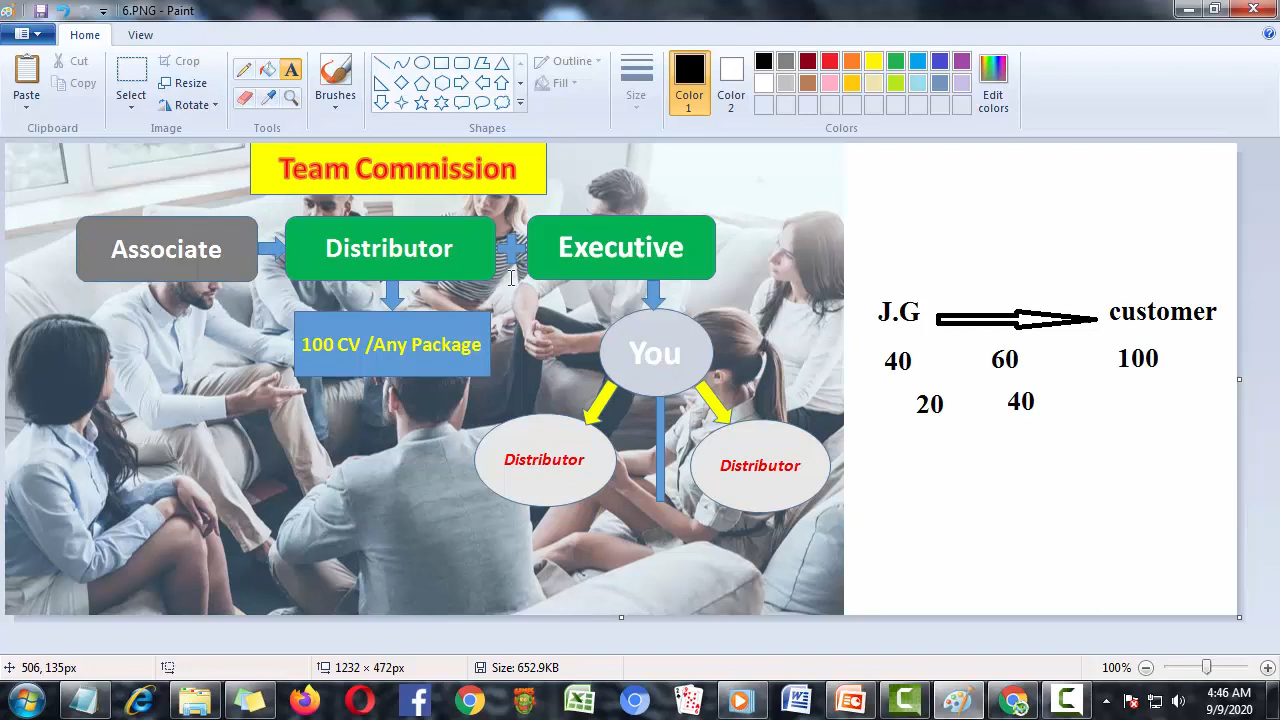 6.PNG - Paint
Home
View
Paste
Cut
Copy
Clipboard
Select
Crop
Resize
Rotate
Image
A
Tools
Brushes
Outline
Fill
Shapes
Size
Color
1
Color
2
Edit
colors
Colors
Team Commission
Associate
Distributor
Executive
100 CV /Any Package
You
Distributor
Distributor
J.G
customer
40
60
100
20
40
506, 135px
1232 × 472px
Size: 652.9KB
100%
4:46 AM
9/9/2020